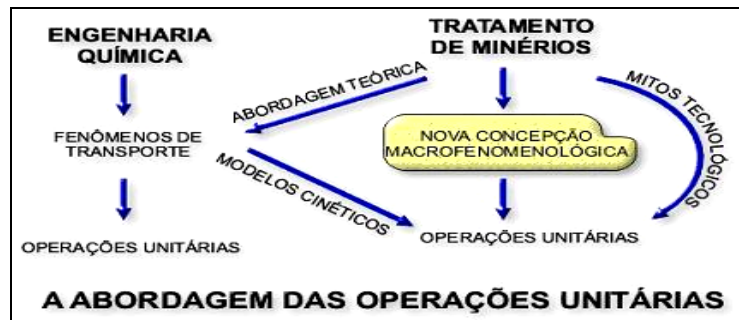 ENGENHARIA
QUÍMICA
TRATAMENTO
DE MINÉRIOS
ABORDAGEM TEÓRICA
MITOS TECNOLÓGICOS
FENÔMENOS DE
TRANSPORTE
NOVA CONCEPÇÃO
MACROFENOMENOLÓGICA
MODELOS CINÉTICOS
OPERAÇÕES UNITÁRIAS
OPERAÇÕES UNITÁRIAS
A ABORDAGEM DAS OPERAÇÕES UNITÁRIAS